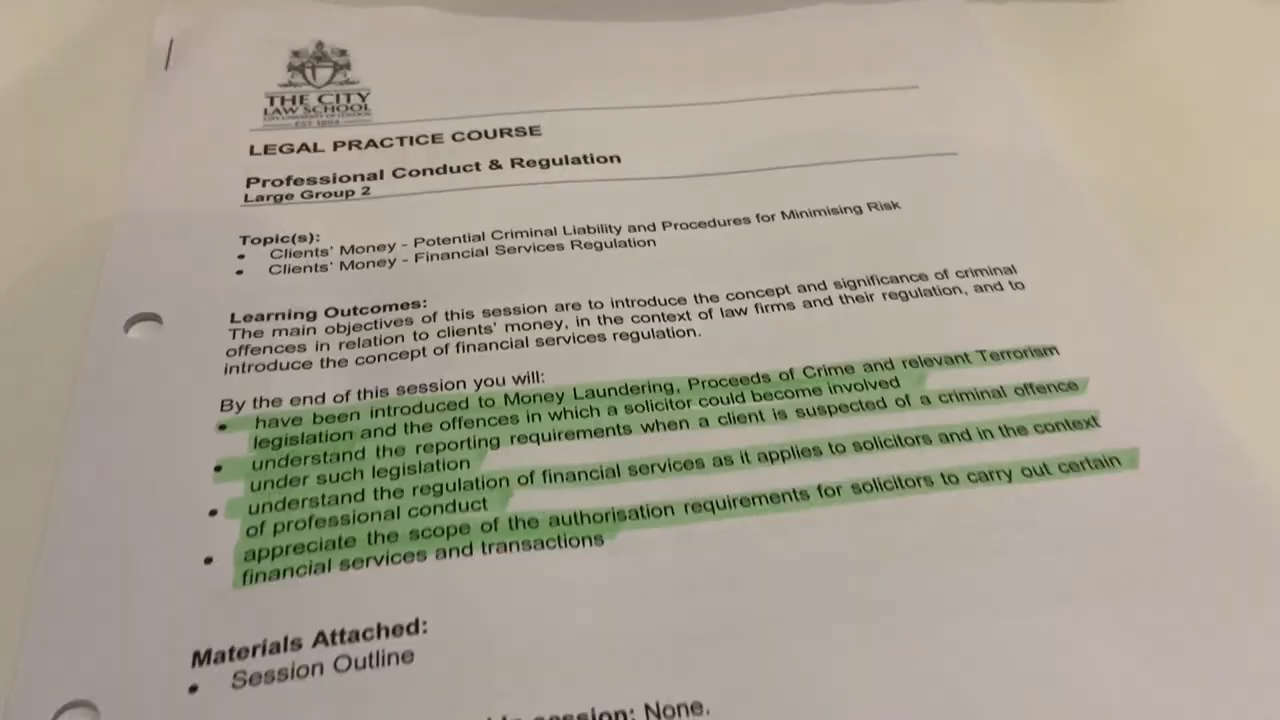 THE CITY
LAW SCHOOL
CITY, UNIVERSITY OF LONDON
EST 1894
LEGAL PRACTICE COURSE
Professional Conduct & Regulation
Large Group 2
Topic(s):
• Clients' Money - Potential Criminal Liability and Procedures for Minimising Risk
• Clients' Money - Financial Services Regulation
Learning Outcomes:
The main objectives of this session are to introduce the concept and significance of criminal
offences in relation to clients' money, in the context of law firms and their regulation, and to
introduce the concept of financial services regulation.
By the end of this session you will:
• have been introduced to Money Laundering, Proceeds of Crime and relevant Terrorism
legislation and the offences in which a solicitor could become involved
• understand the reporting requirements when a client is suspected of a criminal offence
under such legislation
• understand the regulation of financial services as it applies to solicitors and in the context
of professional conduct
• appreciate the scope of the authorisation requirements for solicitors to carry out certain
financial services and transactions
Materials Attached:
• Session Outline
session: None.